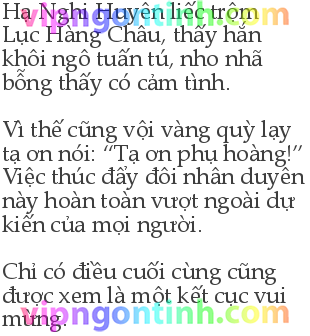 vipngontinh.com
Hạ Nghi Huyên liếc trộm
Lục Hàng Châu, thấy hắn
khôi ngô tuấn tú, nho nhã
bỗng thấy có cảm tình.
Vì thế cũng vội vàng quỳ lạy
tạ ơn nói: “Tạ ơn phụ hoàng!”
Việc thúc đẩy đôi nhân duyên
này hoàn toàn vượt ngoài dự
kiến của mọi người.
Chỉ có điều cuối cùng cũng
được xem là một kết cục vui
mừng.
vipngontinh.com